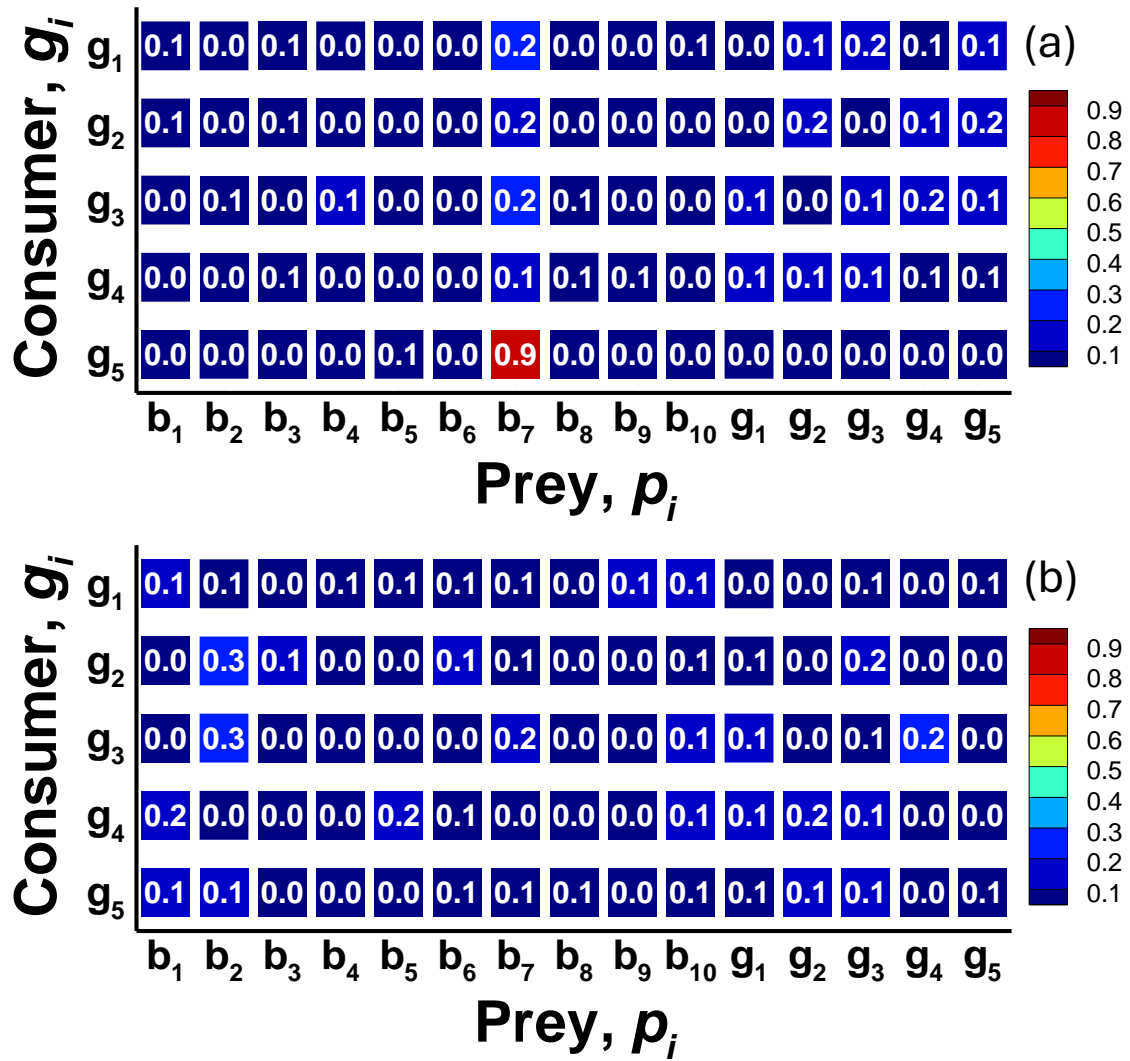 g1 0.1 0.0 0.1 0.0 0.0 0.0 0.2 0.0 0.0 0.1 0.0 0.1 0.2 0.1 0.1 (a)
g2 0.1 0.0 0.1 0.0 0.0 0.0 0.2 0.0 0.0 0.0 0.0 0.2 0.0 0.1 0.2
g3 0.0 0.1 0.0 0.1 0.0 0.0 0.2 0.1 0.0 0.0 0.1 0.0 0.1 0.2 0.1
g4 0.0 0.0 0.1 0.0 0.0 0.0 0.1 0.1 0.1 0.0 0.1 0.1 0.1 0.1 0.1
g5 0.0 0.0 0.0 0.0 0.1 0.0 0.9 0.0 0.0 0.0 0.0 0.0 0.0 0.0 0.0
Consumer, gi
b1 b2 b3 b4 b5 b6 b7 b8 b9 b10 g1 g2 g3 g4 g5
Prey, pi
0.9
0.8
0.7
0.6
0.5
0.4
0.3
0.2
0.1
g1 0.1 0.1 0.0 0.1 0.1 0.1 0.1 0.0 0.1 0.1 0.0 0.0 0.1 0.0 0.1 (b)
g2 0.0 0.3 0.1 0.0 0.0 0.1 0.1 0.0 0.0 0.1 0.1 0.0 0.2 0.0 0.0
g3 0.0 0.3 0.0 0.0 0.0 0.0 0.2 0.0 0.0 0.1 0.1 0.0 0.1 0.2 0.0
g4 0.2 0.0 0.0 0.0 0.2 0.1 0.0 0.0 0.0 0.1 0.1 0.2 0.1 0.0 0.0
g5 0.1 0.1 0.0 0.0 0.0 0.1 0.1 0.1 0.0 0.1 0.1 0.1 0.1 0.0 0.1
Consumer, gi
b1 b2 b3 b4 b5 b6 b7 b8 b9 b10 g1 g2 g3 g4 g5
Prey, pi
0.9
0.8
0.7
0.6
0.5
0.4
0.3
0.2
0.1